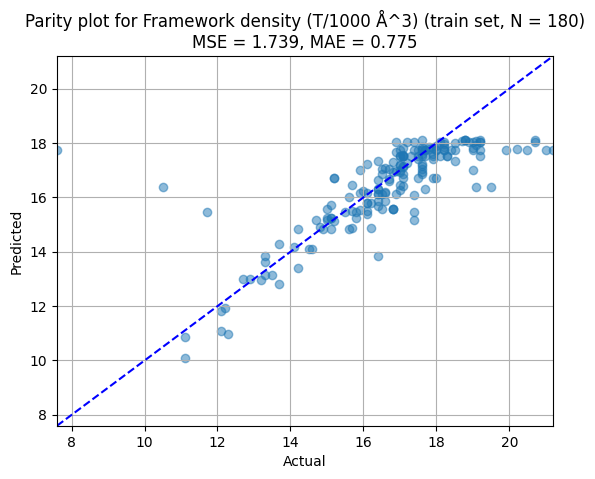 Parity plot for Framework density (T/1000 Å^3) (train set, N = 180)
MSE = 1.739, MAE = 0.775
Predicted
20
18
16
14
12
10
8
8 10 12 14 16 18 20
Actual